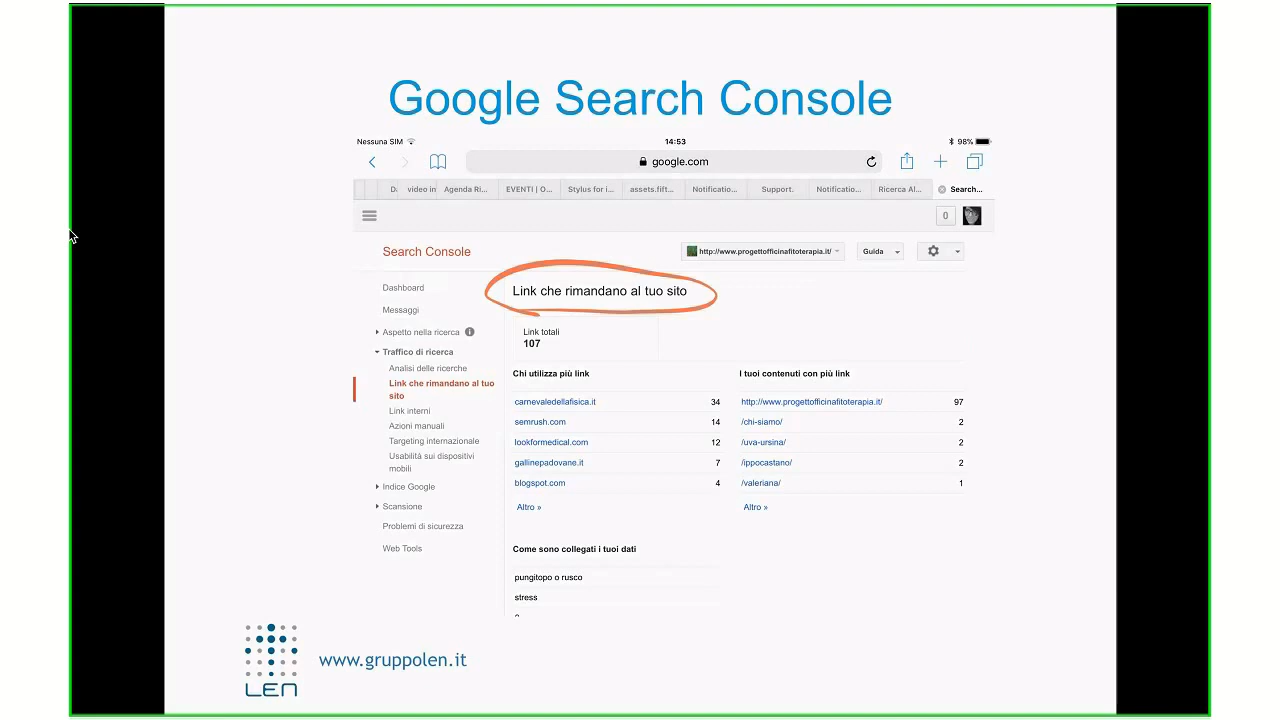 Google Search Console
Nessuna SIM 14:53 98%
google.com
video in Agenda Ri... EVENTI | O... Stylus for i... assets.fift... Notificatio... Support. Notificatio... Ricerca Al... Search...
0
Search Console http://www.progettofficinafitoterapia.it/ Guida
Link che rimandano al tuo sito
Dashboard
Messaggi
Aspetto nella ricerca
Traffico di ricerca
Analisi delle ricerche
Link che rimandano al tuo
sito
Link interni
Azioni manuali
Targeting internazionale
Usabilità sui dispositivi
mobili
Indice Google
Scansione
Problemi di sicurezza
Web Tools
Link totali
107
Chi utilizza più link
carnevaledellafisica.it 34
semrush.com 14
lookformedical.com 12
gallinepadovane.it 7
blogspot.com 4
Altro »
I tuoi contenuti con più link
http://www.progettofficinafitoterapia.it/ 97
/chi-siamo/ 2
/uva-ursina/ 2
/ippocastano/ 2
/valeriana/ 1
Altro »
Come sono collegati i tuoi dati
pungitopo o rusco
stress
LEN
www.gruppolen.it